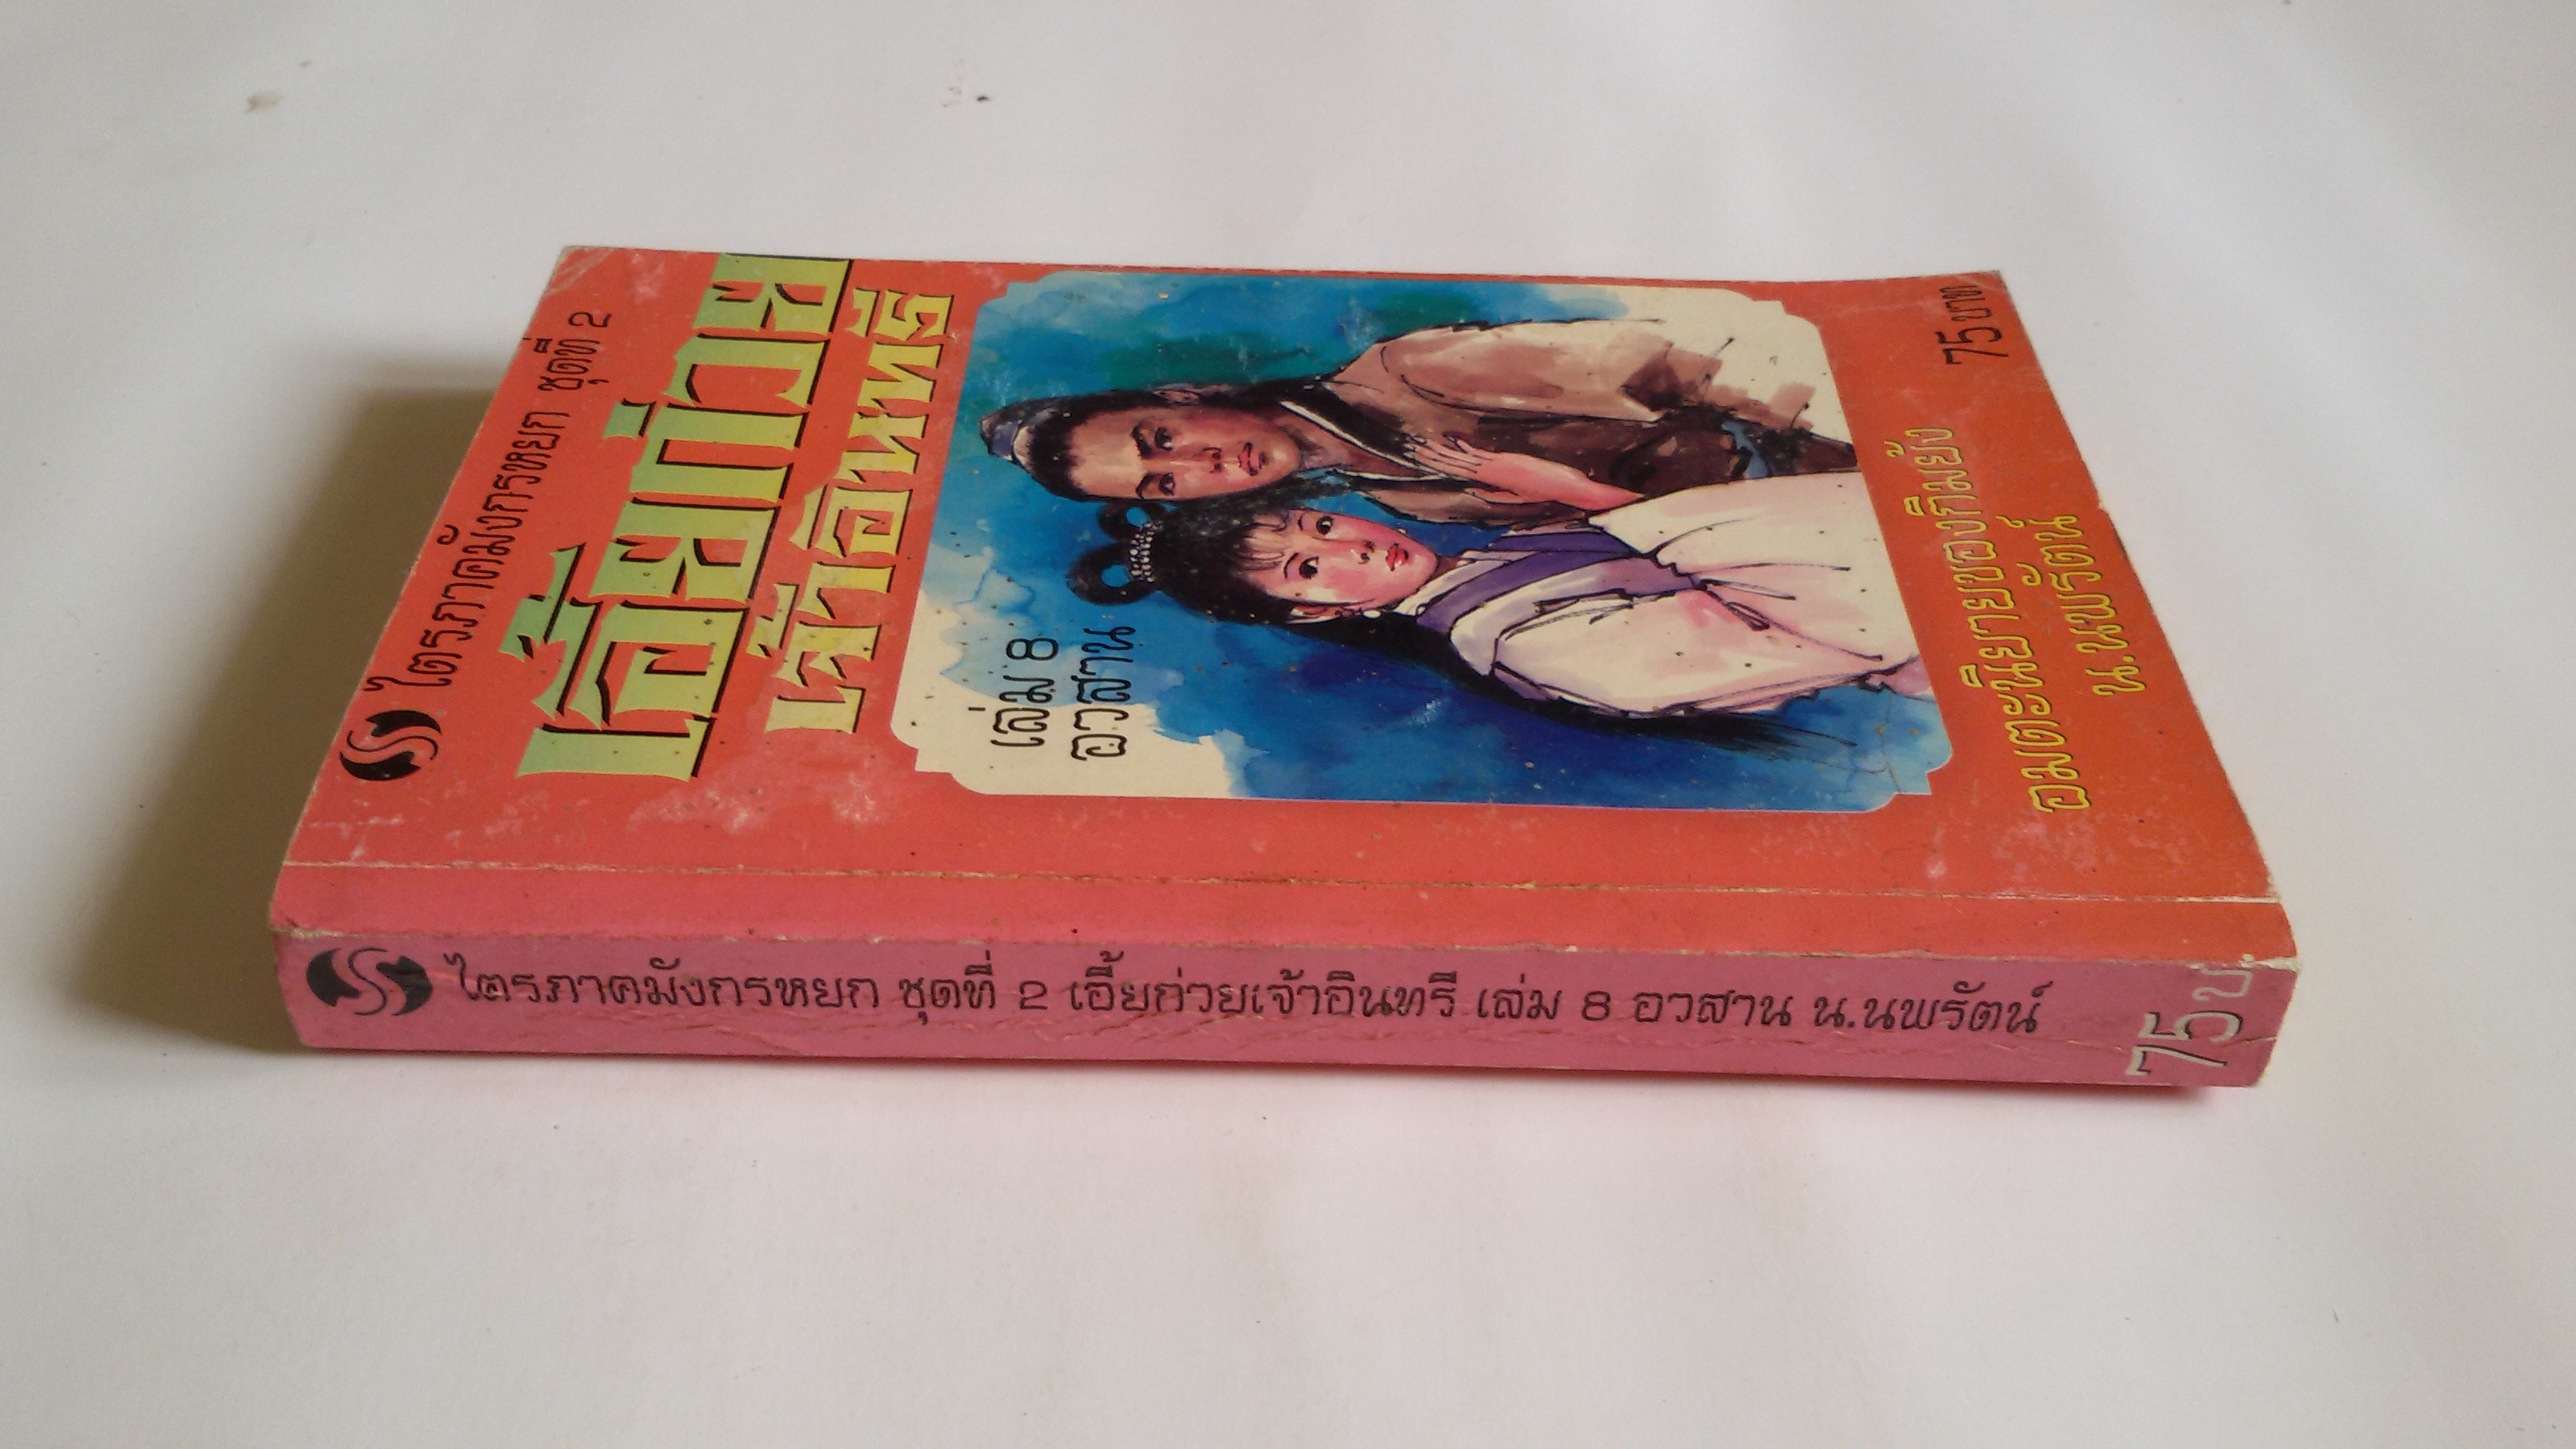 ไตรภาคมังกรหยก ชุดที่ 2
เอี้ยก่วย
เจ้าอินทรี
เล่ม 8
อวสาน
อมตะนิยายของกิมย้ง
น.นพรัตน์
75 บาท
ไตรภาคมังกรหยก ชุดที่ 2 เอี้ยก่วยเจ้าอินทรี เล่ม 8 อวสาน น.นพรัตน์
75 บ.